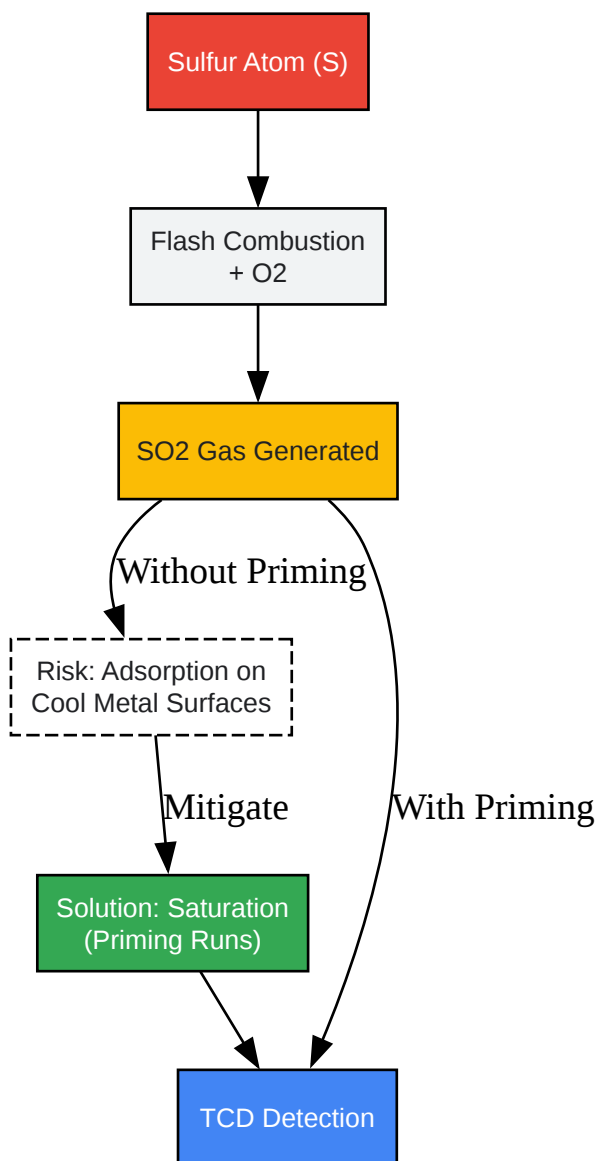 Sulfur Atom (S)
Flash Combustion
+ O2
SO2 Gas Generated
Without Priming
Risk: Adsorption on
Cool Metal Surfaces
Mitigate
With Priming
Solution: Saturation
(Priming Runs)
TCD Detection